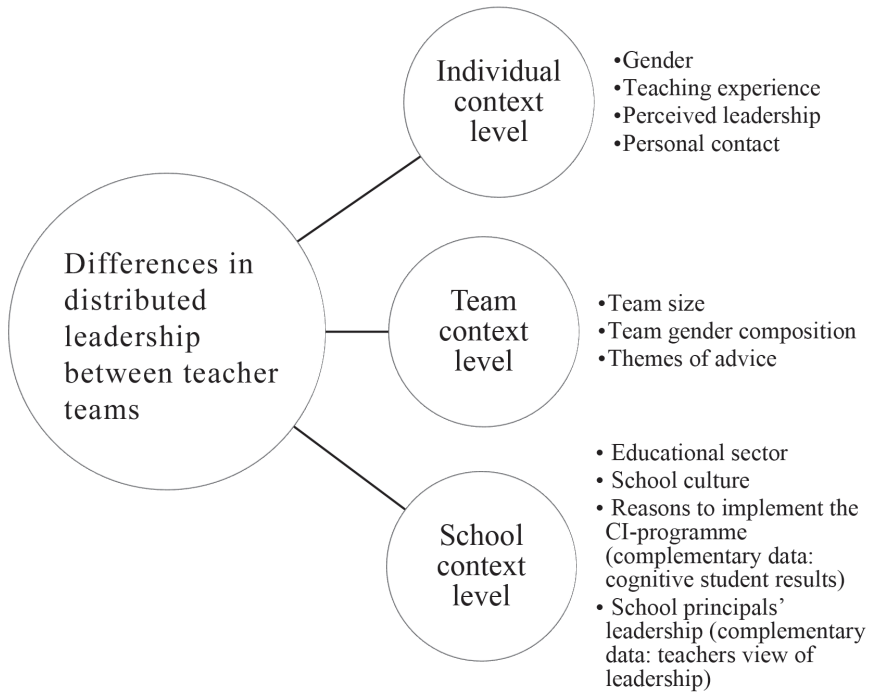 Differences in
distributed
leadership
between teacher
teams
Individual
context
level
•Gender
•Teaching experience
•Perceived leadership
•Personal contact
Team
context
level
•Team size
•Team gender composition
•Themes of advice
School
context
level
• Educational sector
• School culture
• Reasons to implement the
CI-programme
(complementary data:
cognitive student results)
• School principals’
leadership (complementary
data: teachers view of
leadership)